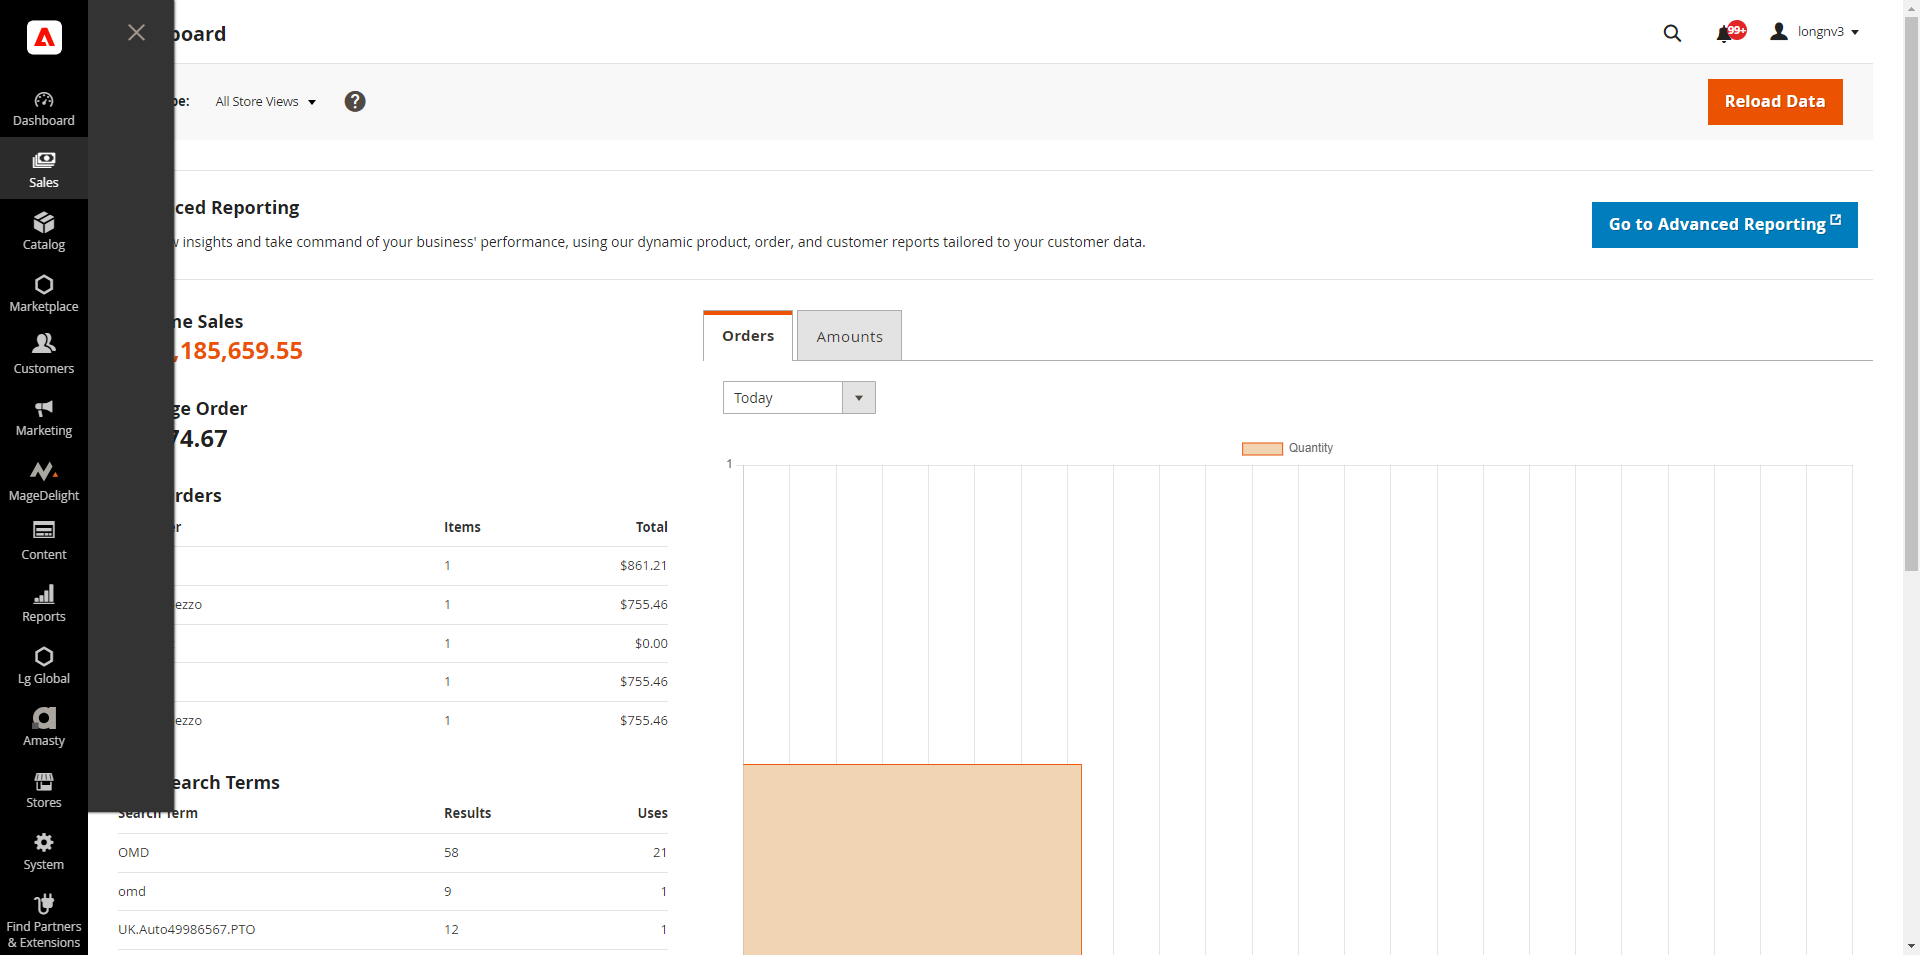 board
longnv3
99+
pe:
All Store Views
?
Reload Data
Dashboard
Sales
Catalog
Marketplace
Customers
Marketing
MageDelight
Content
Reports
Lg Global
Amasty
Stores
System
Find Partners
& Extensions
ced Reporting
w insights and take command of your business' performance, using our dynamic product, order, and customer reports tailored to your customer data.
Go to Advanced Reporting
me Sales
,185,659.55
ge Order
74.67
rders
er Items Total
1 $861.21
ezzo 1 $755.46
1 $0.00
1 $755.46
ezzo 1 $755.46
earch Terms
Search Term Results Uses
OMD 58 21
omd 9 1
UK.Auto49986567.PTO 12 1
Orders
Amounts
Today
Quantity
1